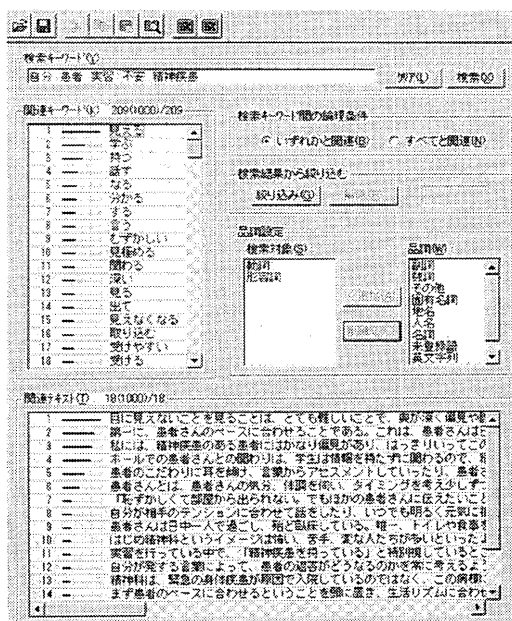 検索キーワード(Y)
自分 患者 実習 不安 精神疾患
クリア(L)
検索(X)
関連キーワード(K) 209(1000)/209
1 見える
2 学ぶ
3 持つ
4 話す
5 なる
6 分かる
7 する
8 言う
9 むずかしい
10 見極める
11 関わる
12 深い
13 見る
14 出て
15 見えなくなる
16 取り込む
17 受けやすい
18 受ける
検索キーワード間の論理条件
いずれかと関連(B)
すべてと関連(N)
検索結果から絞り込む
絞り込み(G)
品詞設定
検索対象(S)
動詞
形容詞
品詞(W)
副詞
その他
固有名詞
地名
人名
名詞
未登録語
英文字列
関連テキスト(T) 18(1000)/18
1 目に見えないことを見ることは、とても難しいことで、奥が深く偏見や
2 第一に、患者さんのペースに合わせることである。これは、患者さんは
3 私には、精神疾患のある患者にはかなり偏見があり、はっきりいってこの
4 ホールでの患者さんとの関わりは、学生は情報を持たずに関わるので、
5 患者のこだわりに耳を傾け、言葉からアセスメントしていったり、患者
6 患者さんとは、患者さんの気分、体調を伺い、タイミングを考え少しずつ
7 『恥ずかしくて部屋から出られない。でもほかの患者さんに伝えたいこと
8 自分が相手のテンションに合わせて話をしたり、いつでも明るく元気に
9 患者さんは日中一人で過ごし、殆ど臥床している。唯一、トイレや食事
10 はじめ精神科というイメージは怖い、苦手、変な人たちが多いといった
11 実習を行っている中で、「精神疾患を持っている」と特別視していると
12 自分が発する言葉によって、患者の返答がどうなるのかを常に考える
13 精神科は、緊急の身体疾患が原因で入院しているのではなく、この病棟
14 まず患者のペースに合わせるということを頭に置き、生活リズムに合わせ